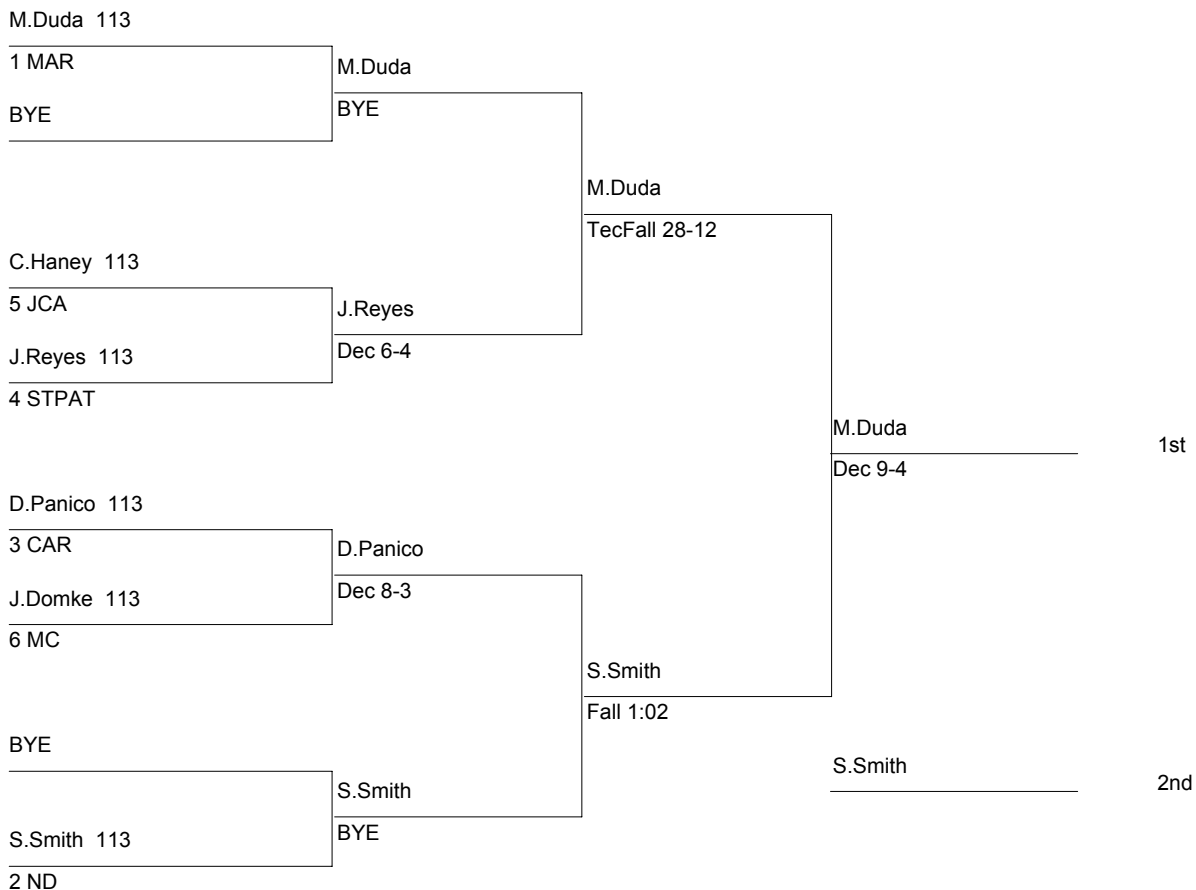 M.Duda 113
1 MAR
BYE
M.Duda
BYE
C.Haney 113
5 JCA
J.Reyes 113
4 STPAT
J.Reyes
Dec 6-4
M.Duda
TecFall 28-12
D.Panico 113
3 CAR
J.Domke 113
6 MC
D.Panico
Dec 8-3
BYE
S.Smith 113
2 ND
S.Smith
BYE
S.Smith
Fall 1:02
M.Duda
Dec 9-4
1st
S.Smith
2nd